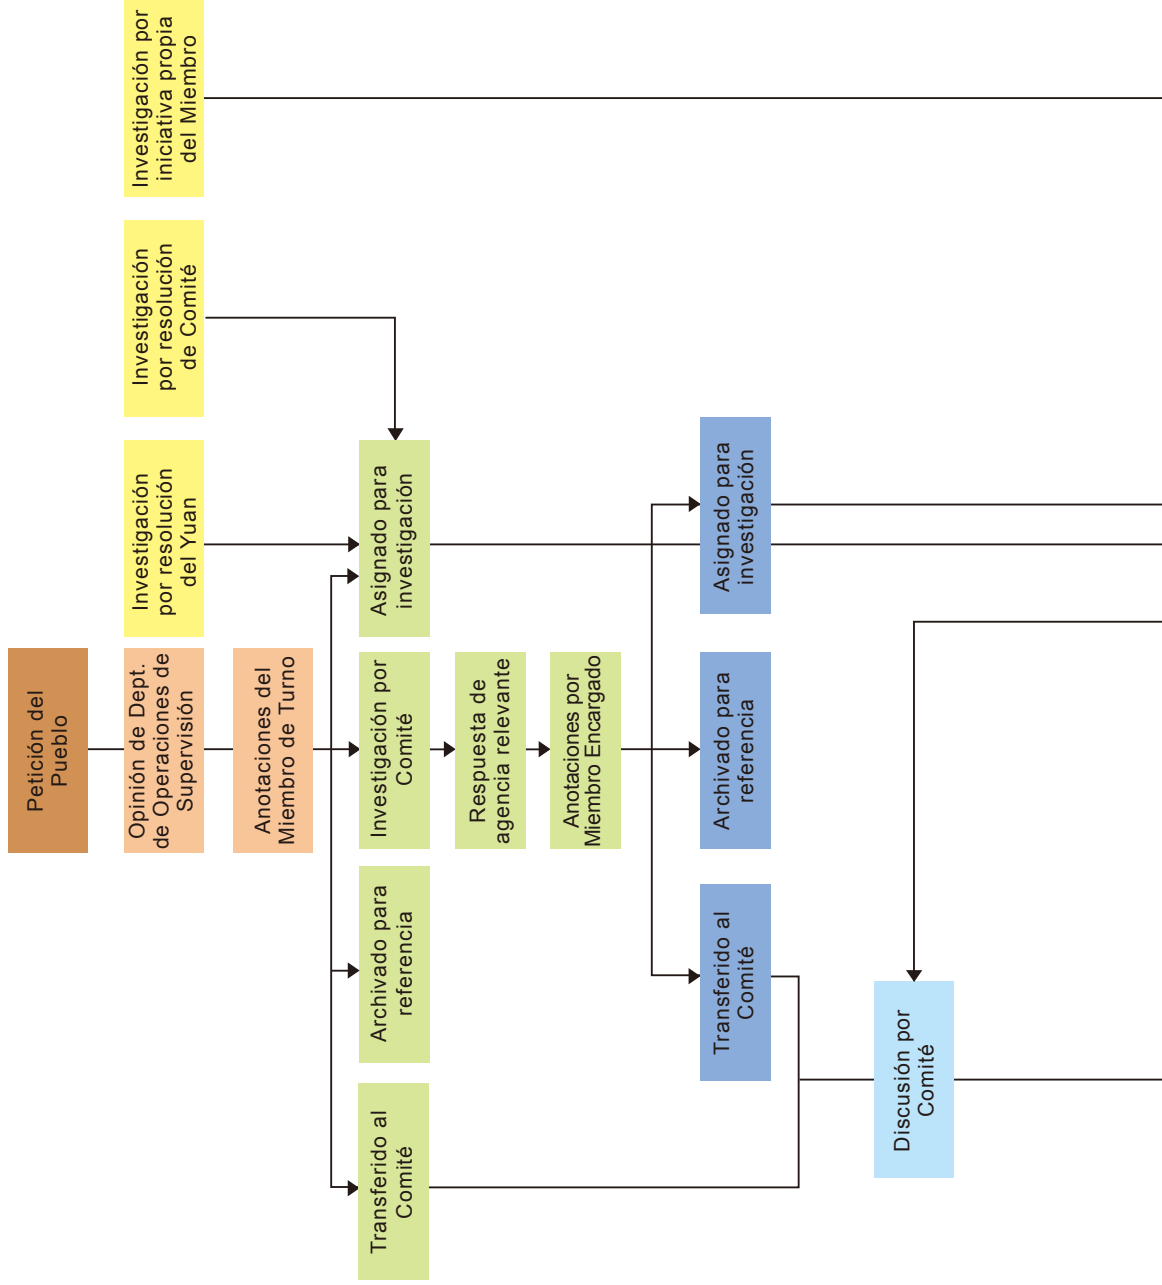 Petición del
Pueblo
Opinión de Dept.
de Operaciones de
Supervisión
Investigación
por resolución
del Yuan
Investigación
por resolución
de Comité
Investigación por
iniciativa propia
del Miembro
Anotaciones del
Miembro de Turno
Transferido al
Comité
Archivado para
referencia
Investigación por
Comité
Asignado para
investigación
Respuesta de
agencia relevante
Anotaciones por
Miembro Encargado
Transferido al
Comité
Archivado para
referencia
Asignado para
investigación
Discusión por
Comité